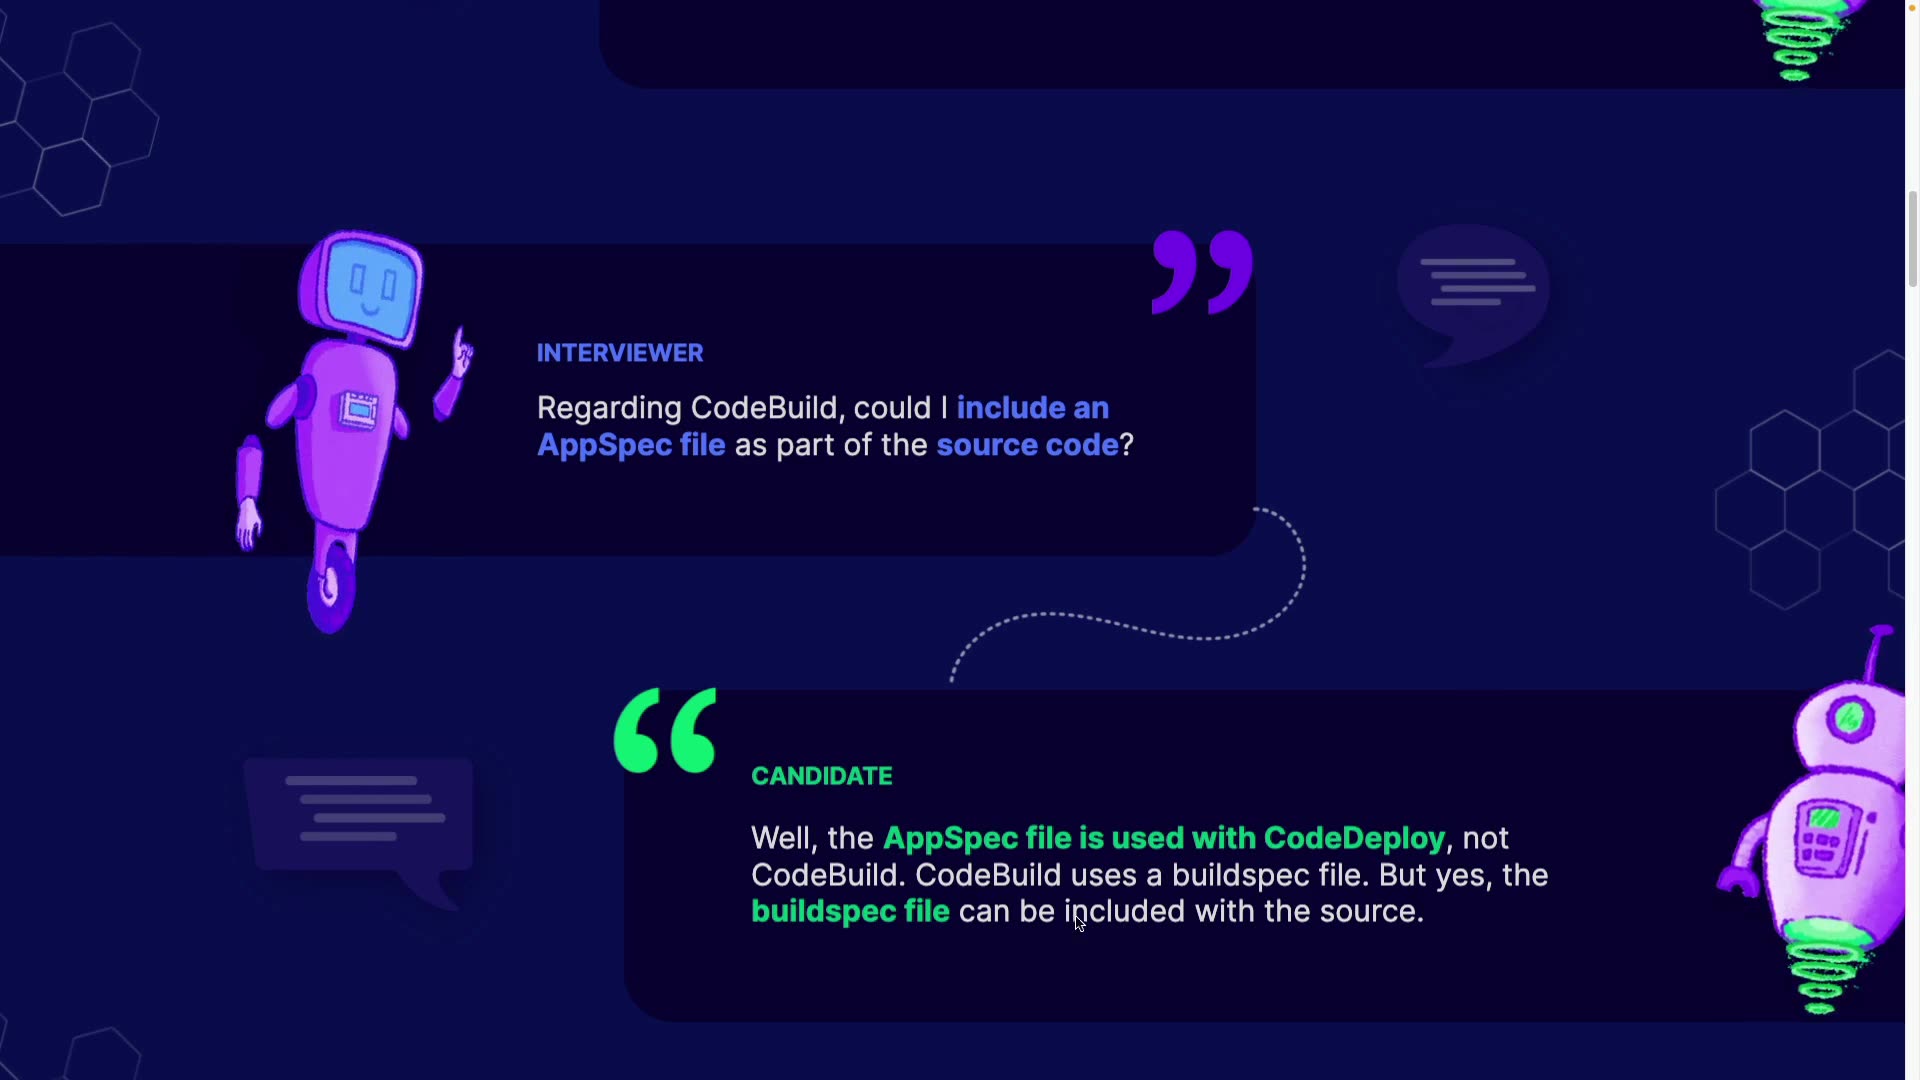 INTERVIEWER
Regarding CodeBuild, could I include an
AppSpec file as part of the source code?
CANDIDATE
Well, the AppSpec file is used with CodeDeploy, not
CodeBuild. CodeBuild uses a buildspec file. But yes, the
buildspec file can be included with the source.